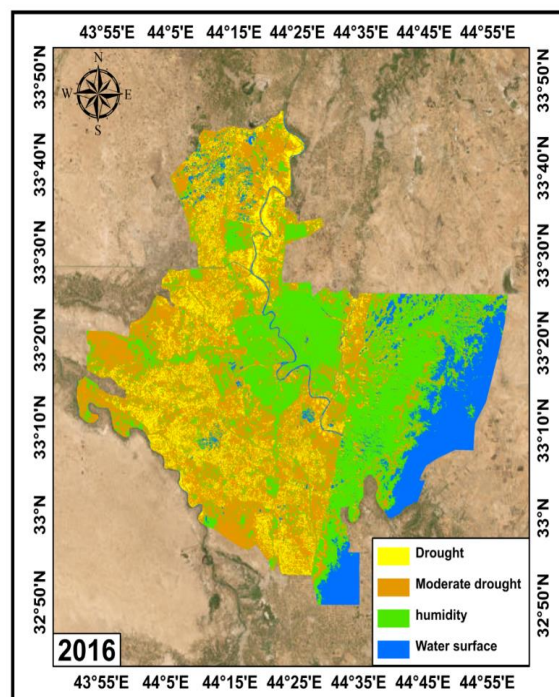 43°55'E 44°5'E 44°15'E 44°25'E 44°35'E 44°45'E 44°55'E
N
W E
S
33°50'N 33°50'N
33°40'N 33°40'N
33°30'N 33°30'N
33°20'N 33°20'N
33°10'N 33°10'N
33°N 33°N
32°50'N 32°50'N
Drought
Moderate drought
humidity
Water surface
2016
43°55'E 44°5'E 44°15'E 44°25'E 44°35'E 44°45'E 44°55'E